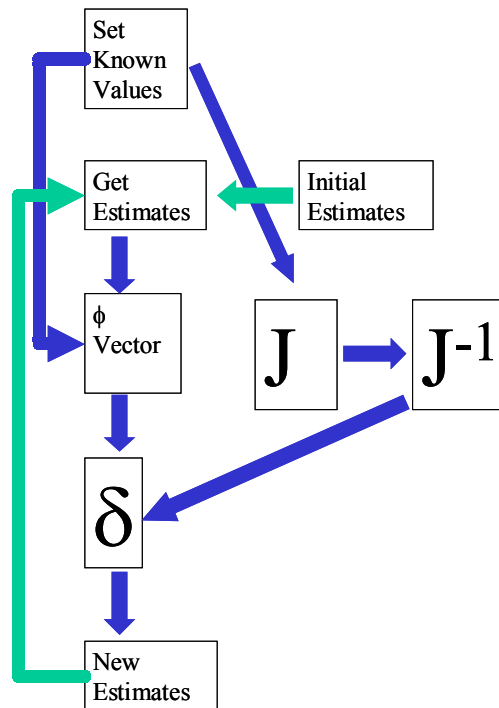 Set
Known
Values
Get
Estimates
Initial
Estimates
ϕ
Vector
J
J-1
δ
New
Estimates